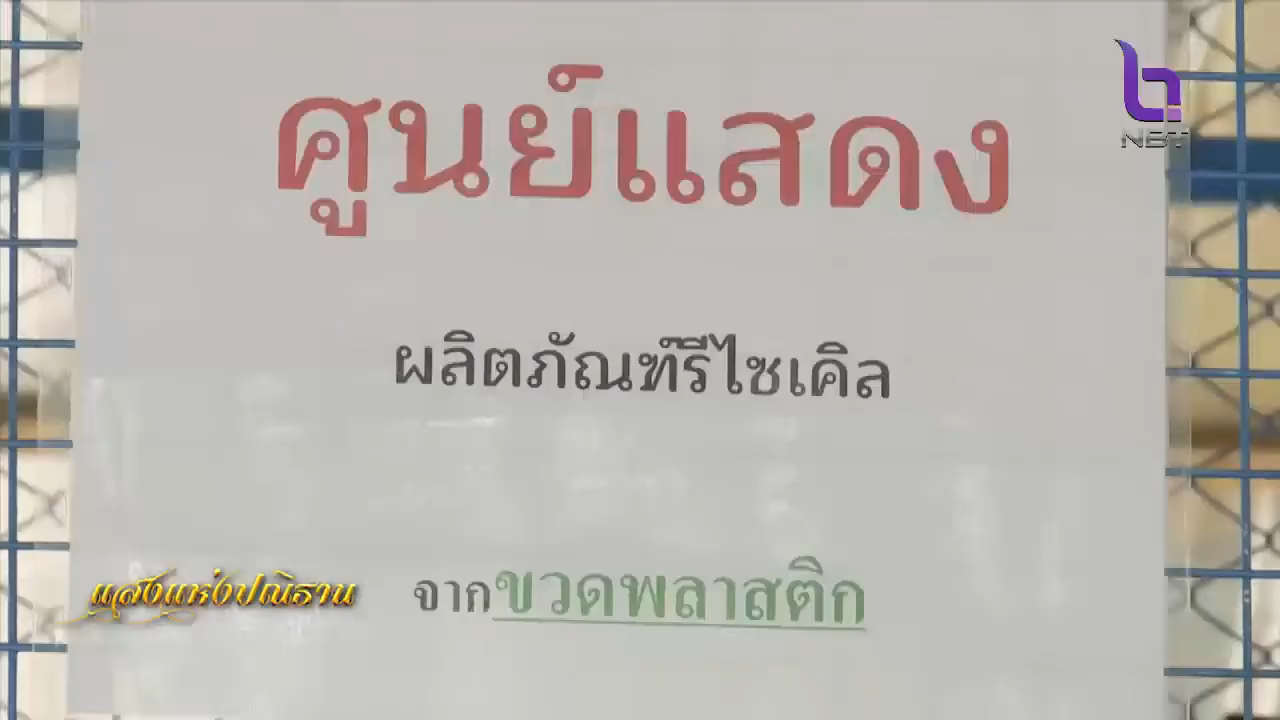 NBT
ศูนย์แสดง
ผลิตภัณฑ์รีไซเคิล
จากขวดพลาสติก
แสงแห่งปณิธาน